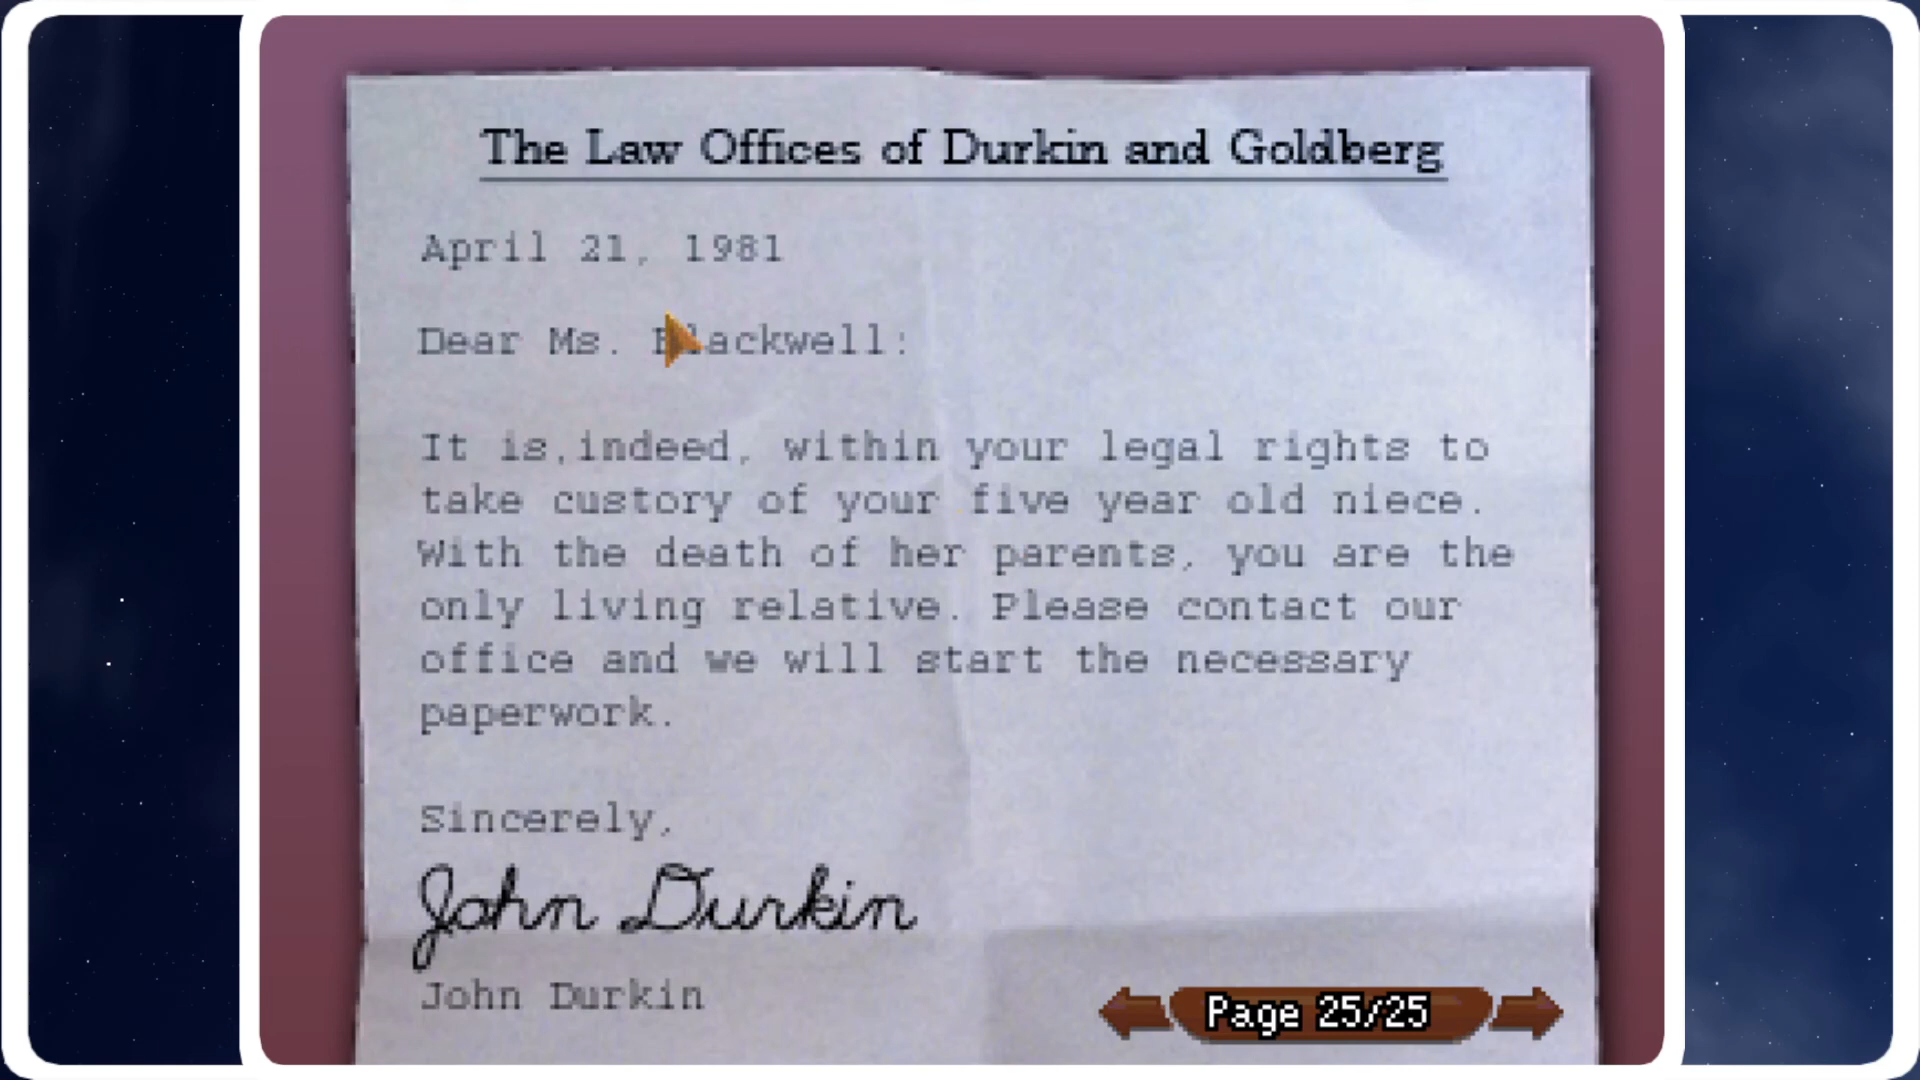 The Law Offices of Durkin and Goldberg
April 21, 1981
Dear Ms. Blackwell:
It is,indeed, within your legal rights to
take custory of your five year old niece.
With the death of her parents, you are the
only living relative. Please contact our
office and we will start the necessary
paperwork.
Sincerely,
John Durkin
John Durkin
Page 25/25